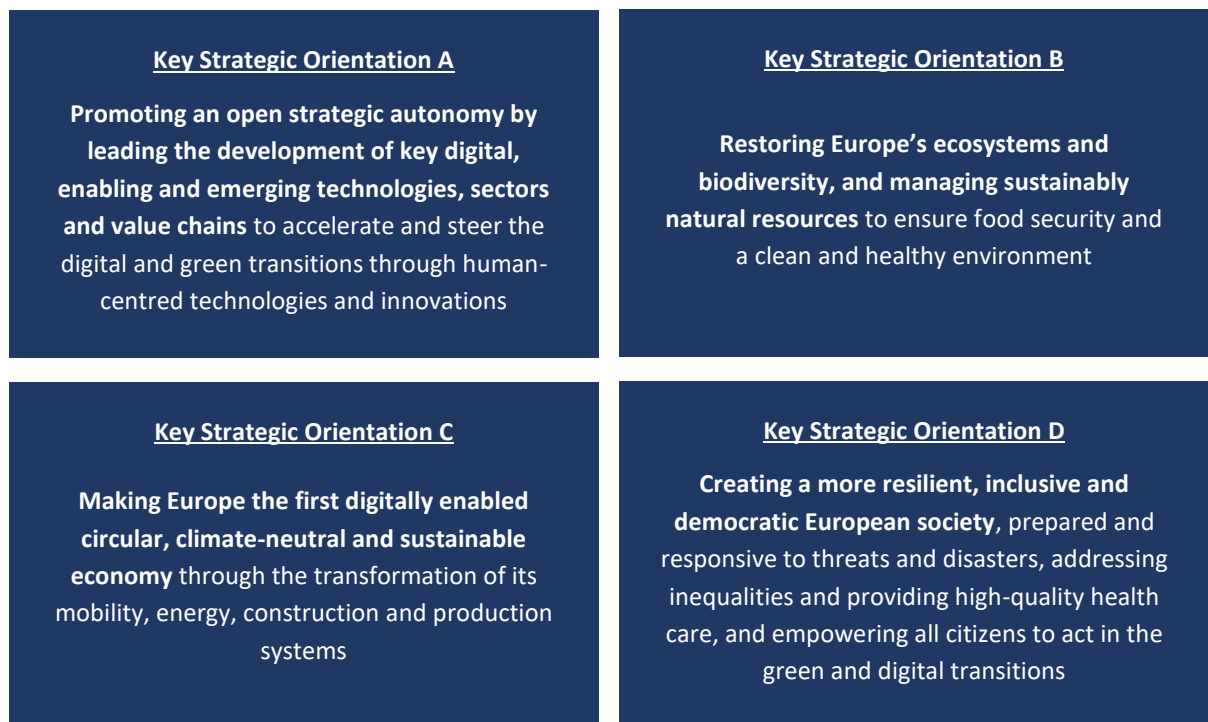 Key Strategic Orientation A
Promoting an open strategic autonomy by
leading the development of key digital,
enabling and emerging technologies, sectors
and value chains to accelerate and steer the
digital and green transitions through human-
centred technologies and innovations
Key Strategic Orientation B
Restoring Europe’s ecosystems and
biodiversity, and managing sustainably
natural resources to ensure food security and
a clean and healthy environment
Key Strategic Orientation C
Making Europe the first digitally enabled
circular, climate-neutral and sustainable
economy through the transformation of its
mobility, energy, construction and production
systems
Key Strategic Orientation D
Creating a more resilient, inclusive and
democratic European society, prepared and
responsive to threats and disasters, addressing
inequalities and providing high-quality health
care, and empowering all citizens to act in the
green and digital transitions